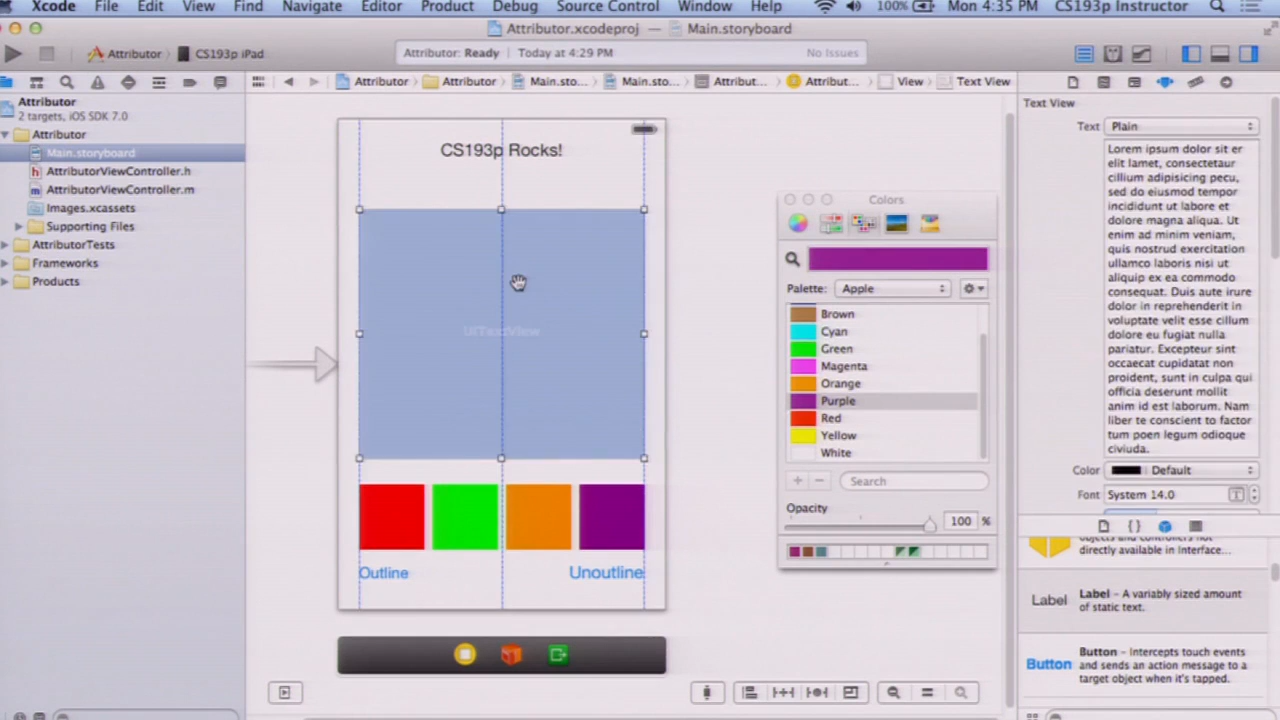 Xcode File Edit View Find Navigate Editor Product Debug Source Control Window Help 100% Mon 4:35 PM CS193p Instructor
Attributor.xcodeproj — Main.storyboard
Attributor CS193p iPad Attributor: Ready Today at 4:29 PM No Issues
Attributor Attributor Main.sto... Main.sto... Attribut... Attribut... View Text View
Attributor
2 targets, iOS SDK 7.0
Attributor
Main.storyboard
AttributorViewController.h
AttributorViewController.m
Images.xcassets
Supporting Files
AttributorTests
Frameworks
Products
CS193p Rocks!
UITextView
Outline Unoutline
Colors
Palette: Apple
Brown
Cyan
Green
Magenta
Orange
Purple
Red
Yellow
White
Search
Opacity
100 %
Text View
Text Plain
Lorem ipsum dolor sit er
elit lamet, consectetaur
cillium adipisicing pecu,
sed do eiusmod tempor
incididunt ut labore et
dolore magna aliqua. Ut
enim ad minim veniam,
quis nostrud exercitation
ullamco laboris nisi ut
aliquip ex ea commodo
consequat. Duis aute irure
dolor in reprehenderit in
voluptate velit esse cillum
dolore eu fugiat nulla
pariatur. Excepteur sint
occaecat cupidatat non
proident, sunt in culpa qui
officia deserunt mollit
anim id est laborum. Nam
liber te conscient to factor
tum poen legum odioque
civiuda.
Color Default
Font System 14.0
objects and controllers not
directly available in Interface...
Label
Label – A variably sized amount
of static text.
Button
Button – Intercepts touch events
and sends an action message to a
target object when it's tapped.